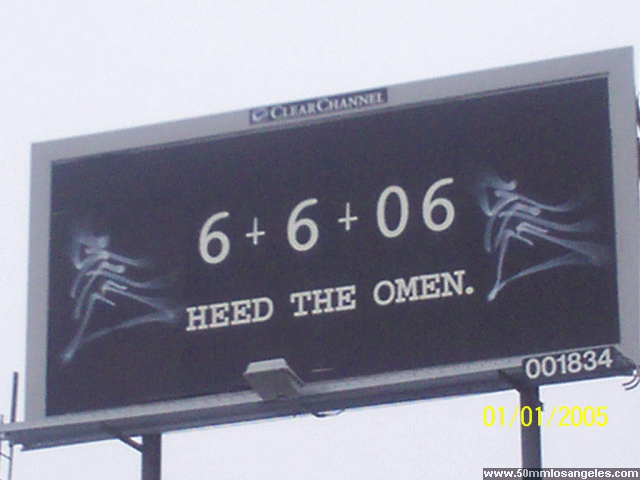 CLEARCHANNEL
6+6+06
HEED THE OMEN.
001834
01/01/2005
www.50mmlosangeles.com